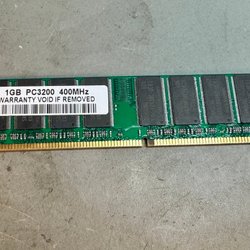 1GB PC3200 400MHz
WARRANTY VOID IF REMOVED